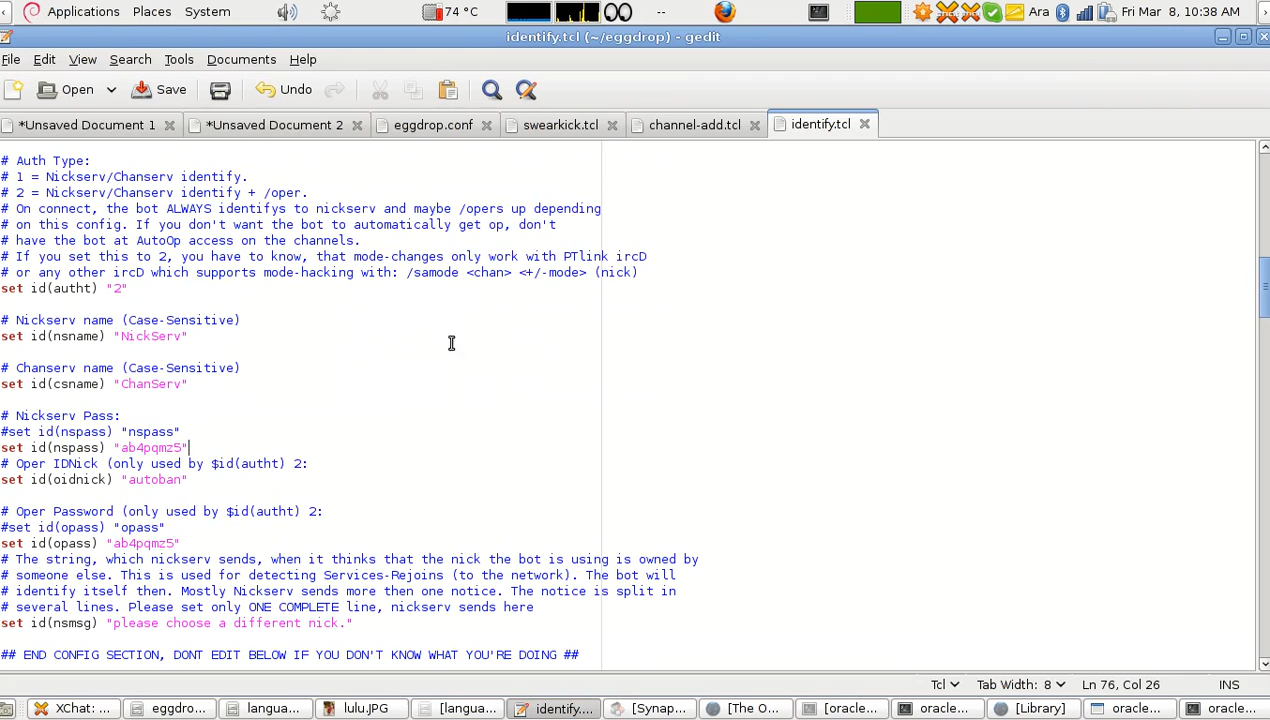 Applications Places System 74 °C -- Ara Fri Mar 8, 10:38 AM
identify.tcl (~/eggdrop) - gedit
File Edit View Search Tools Documents Help
Open Save Undo
*Unsaved Document 1 *Unsaved Document 2 eggdrop.conf swearkick.tcl channel-add.tcl identify.tcl
# Auth Type:
# 1 = Nickserv/Chanserv identify.
# 2 = Nickserv/Chanserv identify + /oper.
# On connect, the bot ALWAYS identifys to nickserv and maybe /opers up depending
# on this config. If you don't want the bot to automatically get op, don't
# have the bot at AutoOp access on the channels.
# If you set this to 2, you have to know, that mode-changes only work with PTlink ircD
# or any other ircD which supports mode-hacking with: /samode <chan> <+/-mode> (nick)
set id(autht) "2"
# Nickserv name (Case-Sensitive)
set id(nsname) "NickServ"
# Chanserv name (Case-Sensitive)
set id(csname) "ChanServ"
# Nickserv Pass:
#set id(nspass) "nspass"
set id(nspass) "ab4pqmz5"
# Oper IDNick (only used by $id(autht) 2:
set id(oidnick) "autoban"
# Oper Password (only used by $id(autht) 2:
#set id(opass) "opass"
set id(opass) "ab4pqmz5"
# The string, which nickserv sends, when it thinks that the nick the bot is using is owned by
# someone else. This is used for detecting Services-Rejoins (to the network). The bot will
# identify itself then. Mostly Nickserv sends more then one notice. The notice is split in
# several lines. Please set only ONE COMPLETE line, nickserv sends here
set id(nsmsg) "please choose a different nick."
## END CONFIG SECTION, DONT EDIT BELOW IF YOU DON'T KNOW WHAT YOU'RE DOING ##
Tcl Tab Width: 8 Ln 76, Col 26 INS
XChat: ... eggdro... langua... lulu.JPG [langua... identify.... [Synap... [The O... [oracle... oracle... [Library] oracle... oracle...